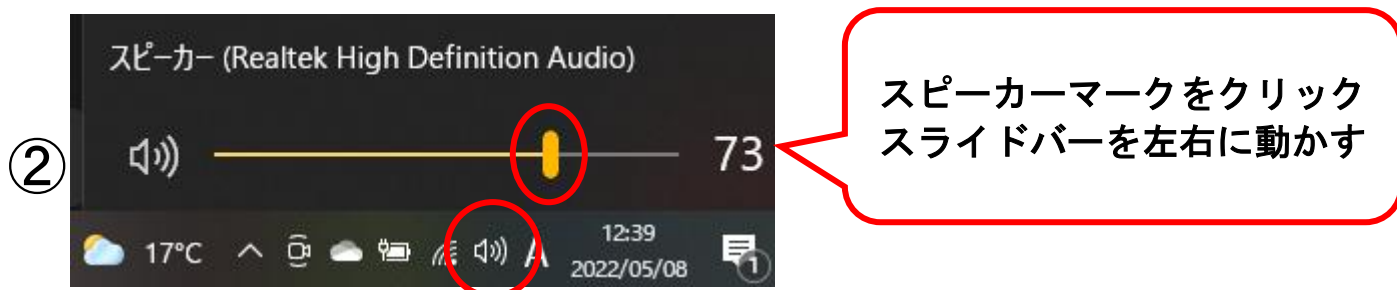 スピーカー (Realtek High Definition Audio)
②
73
スピーカーマークをクリック
スライドバーを左右に動かす
17°C
A
12:39
2022/05/08
1